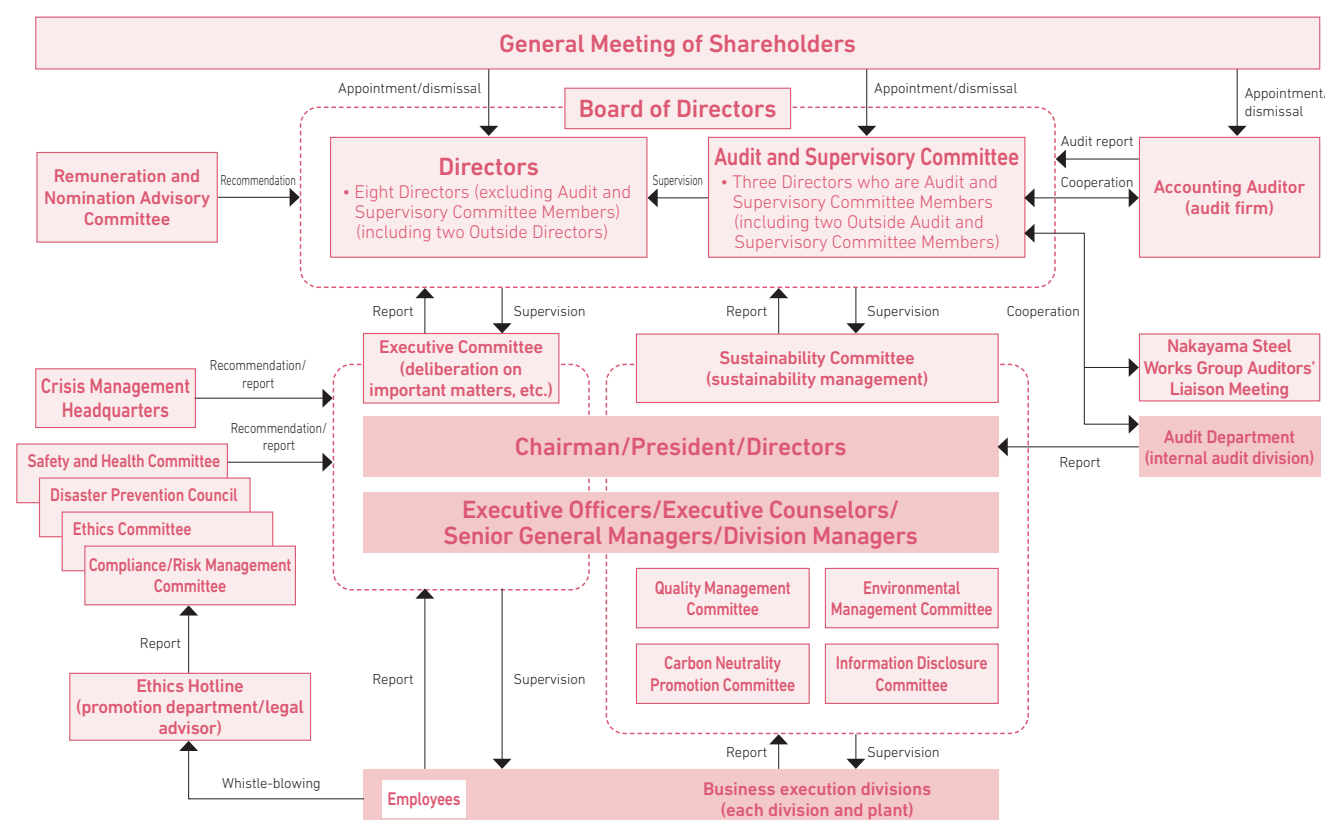 General Meeting of Shareholders
Appointment/dismissal
Appointment/dismissal
Appointment/
dismissal
Board of Directors
Remuneration and
Nomination Advisory
Committee
Recommendation
Directors
• Eight Directors (excluding Audit and
Supervisory Committee Members)
(including two Outside Directors)
Supervision
Audit and Supervisory Committee
• Three Directors who are Audit and
Supervisory Committee Members
(including two Outside Audit and
Supervisory Committee Members)
Audit report
Cooperation
Accounting Auditor
(audit firm)
Report
Supervision
Report
Supervision
Cooperation
Executive Committee
(deliberation on
important matters, etc.)
Sustainability Committee
(sustainability management)
Nakayama Steel
Works Group Auditors'
Liaison Meeting
Crisis Management
Headquarters
Recommendation/
report
Recommendation/
report
Chairman/President/Directors
Report
Audit Department
(internal audit division)
Safety and Health Committee
Disaster Prevention Council
Ethics Committee
Compliance/Risk Management
Committee
Executive Officers/Executive Counselors/
Senior General Managers/Division Managers
Quality Management
Committee
Environmental
Management Committee
Carbon Neutrality
Promotion Committee
Information Disclosure
Committee
Report
Ethics Hotline
(promotion department/legal
advisor)
Report
Supervision
Report
Supervision
Whistle-blowing
Employees
Business execution divisions
(each division and plant)